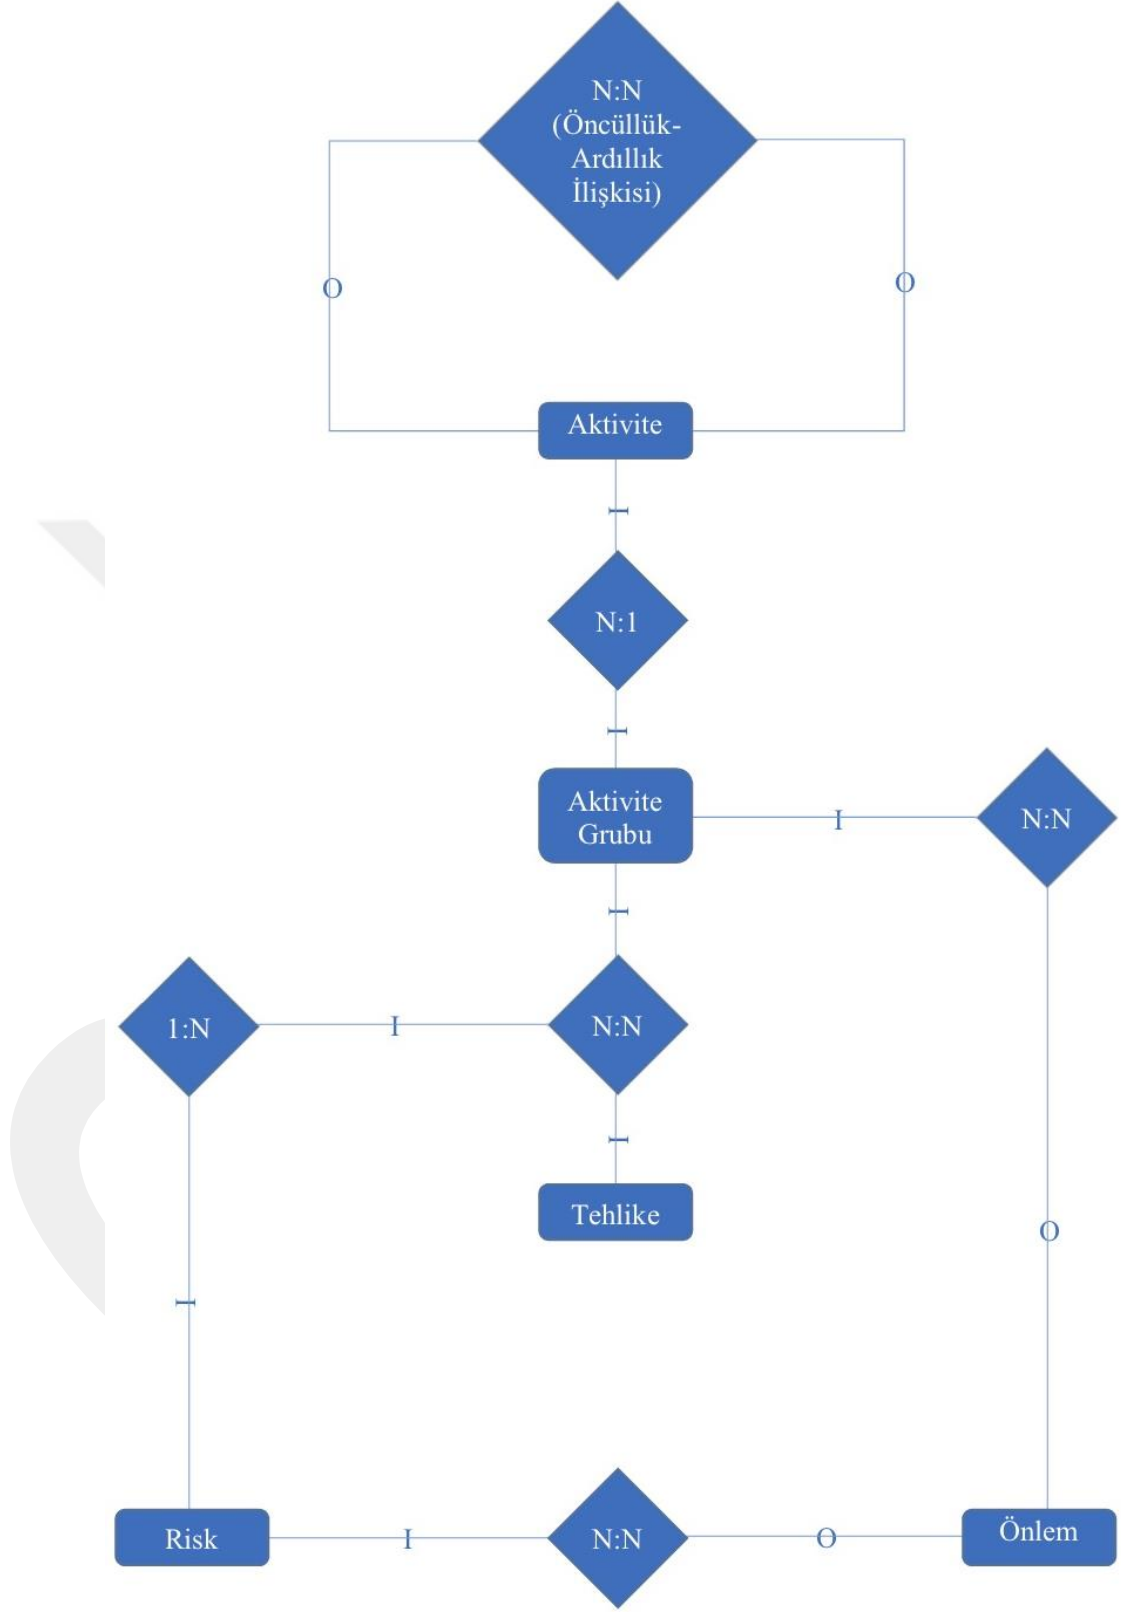 N:N
(Öncüllük-
Ardıllık
İlişkisi)
O
O
Aktivite
I
N:1
I
Aktivite
Grubu
I
N:N
I
1:N
I
N:N
I
Tehlike
O
I
Risk
I
N:N
O
Önlem